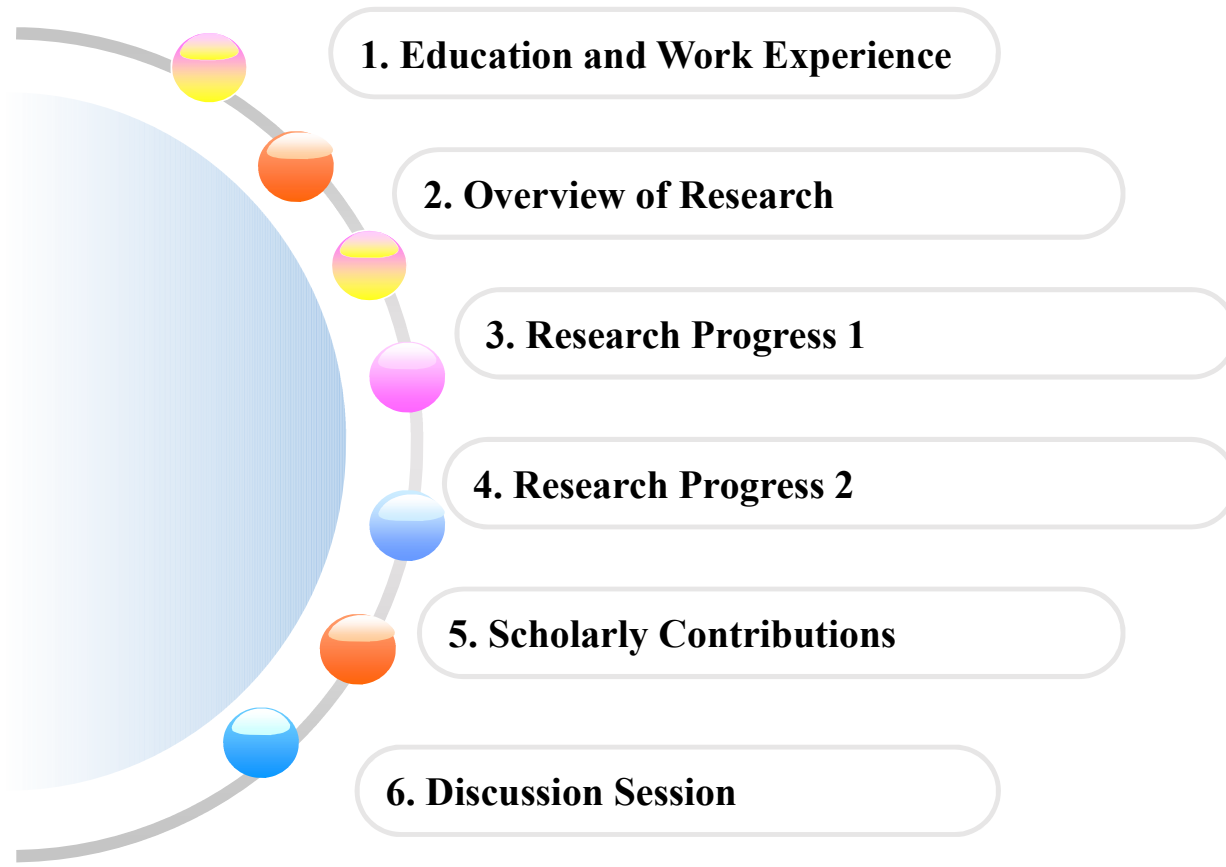 1. Education and Work Experience
2. Overview of Research
3. Research Progress 1
4. Research Progress 2
5. Scholarly Contributions
6. Discussion Session